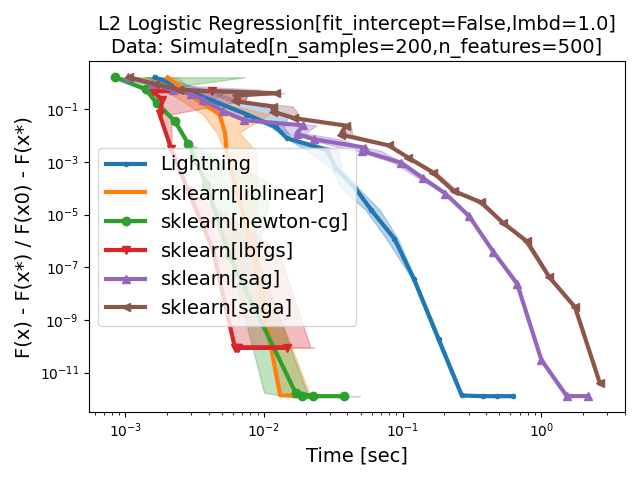 L2 Logistic Regression[fit_intercept=False,lmbd=1.0]
Data: Simulated[n_samples=200,n_features=500]
F(x) - F(x*) / F(x0) - F(x*)
10⁻¹
10⁻³
10⁻⁵
10⁻⁷
10⁻⁹
10⁻¹¹
Lightning
sklearn[liblinear]
sklearn[newton-cg]
sklearn[lbfgs]
sklearn[sag]
sklearn[saga]
10⁻³ 10⁻² 10⁻¹ 10⁰
Time [sec]